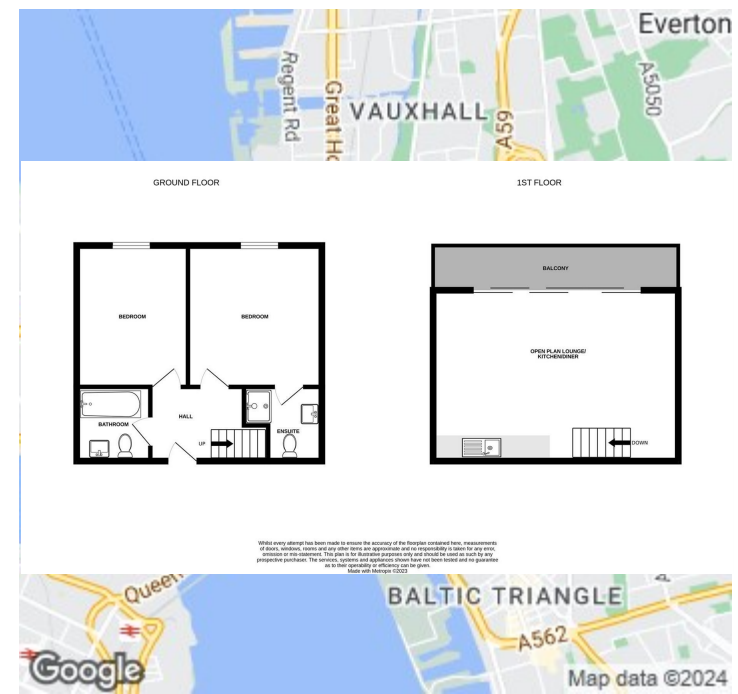 Everton
Regent Rd
Great Ho
VAUXHALL
A59
A5050
GROUND FLOOR
1ST FLOOR
BALCONY
BEDROOM
BEDROOM
OPEN PLAN LOUNGE/
KITCHEN/DINER
BATHROOM
HALL
ENSUITE
UP
DOWN
Whilst every attempt has been made to ensure the accuracy of the floorplan contained here, measurements
of doors, windows, rooms and any other items are approximate and no responsibility is taken for any error,
omission or mis-statement. This plan is for illustrative purposes only and should be used as such by any
prospective purchaser. The services, systems and appliances shown have not been tested and no guarantee
as to their operability or efficiency can be given.
Made with Metropix ©2023
Queen
BALTIC TRIANGLE
A562
Google
Map data ©2024